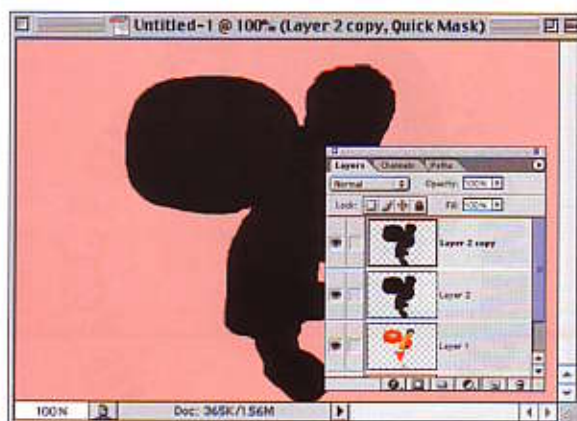 Untitled-1 @ 100% (Layer 2 copy, Quick Mask)
Layers Channels Paths
Normal Opacity: 100%
Lock: Fill: 100%
Layer 2 copy
Layer 2
Layer 1
100% Doc: 365K/1.56M